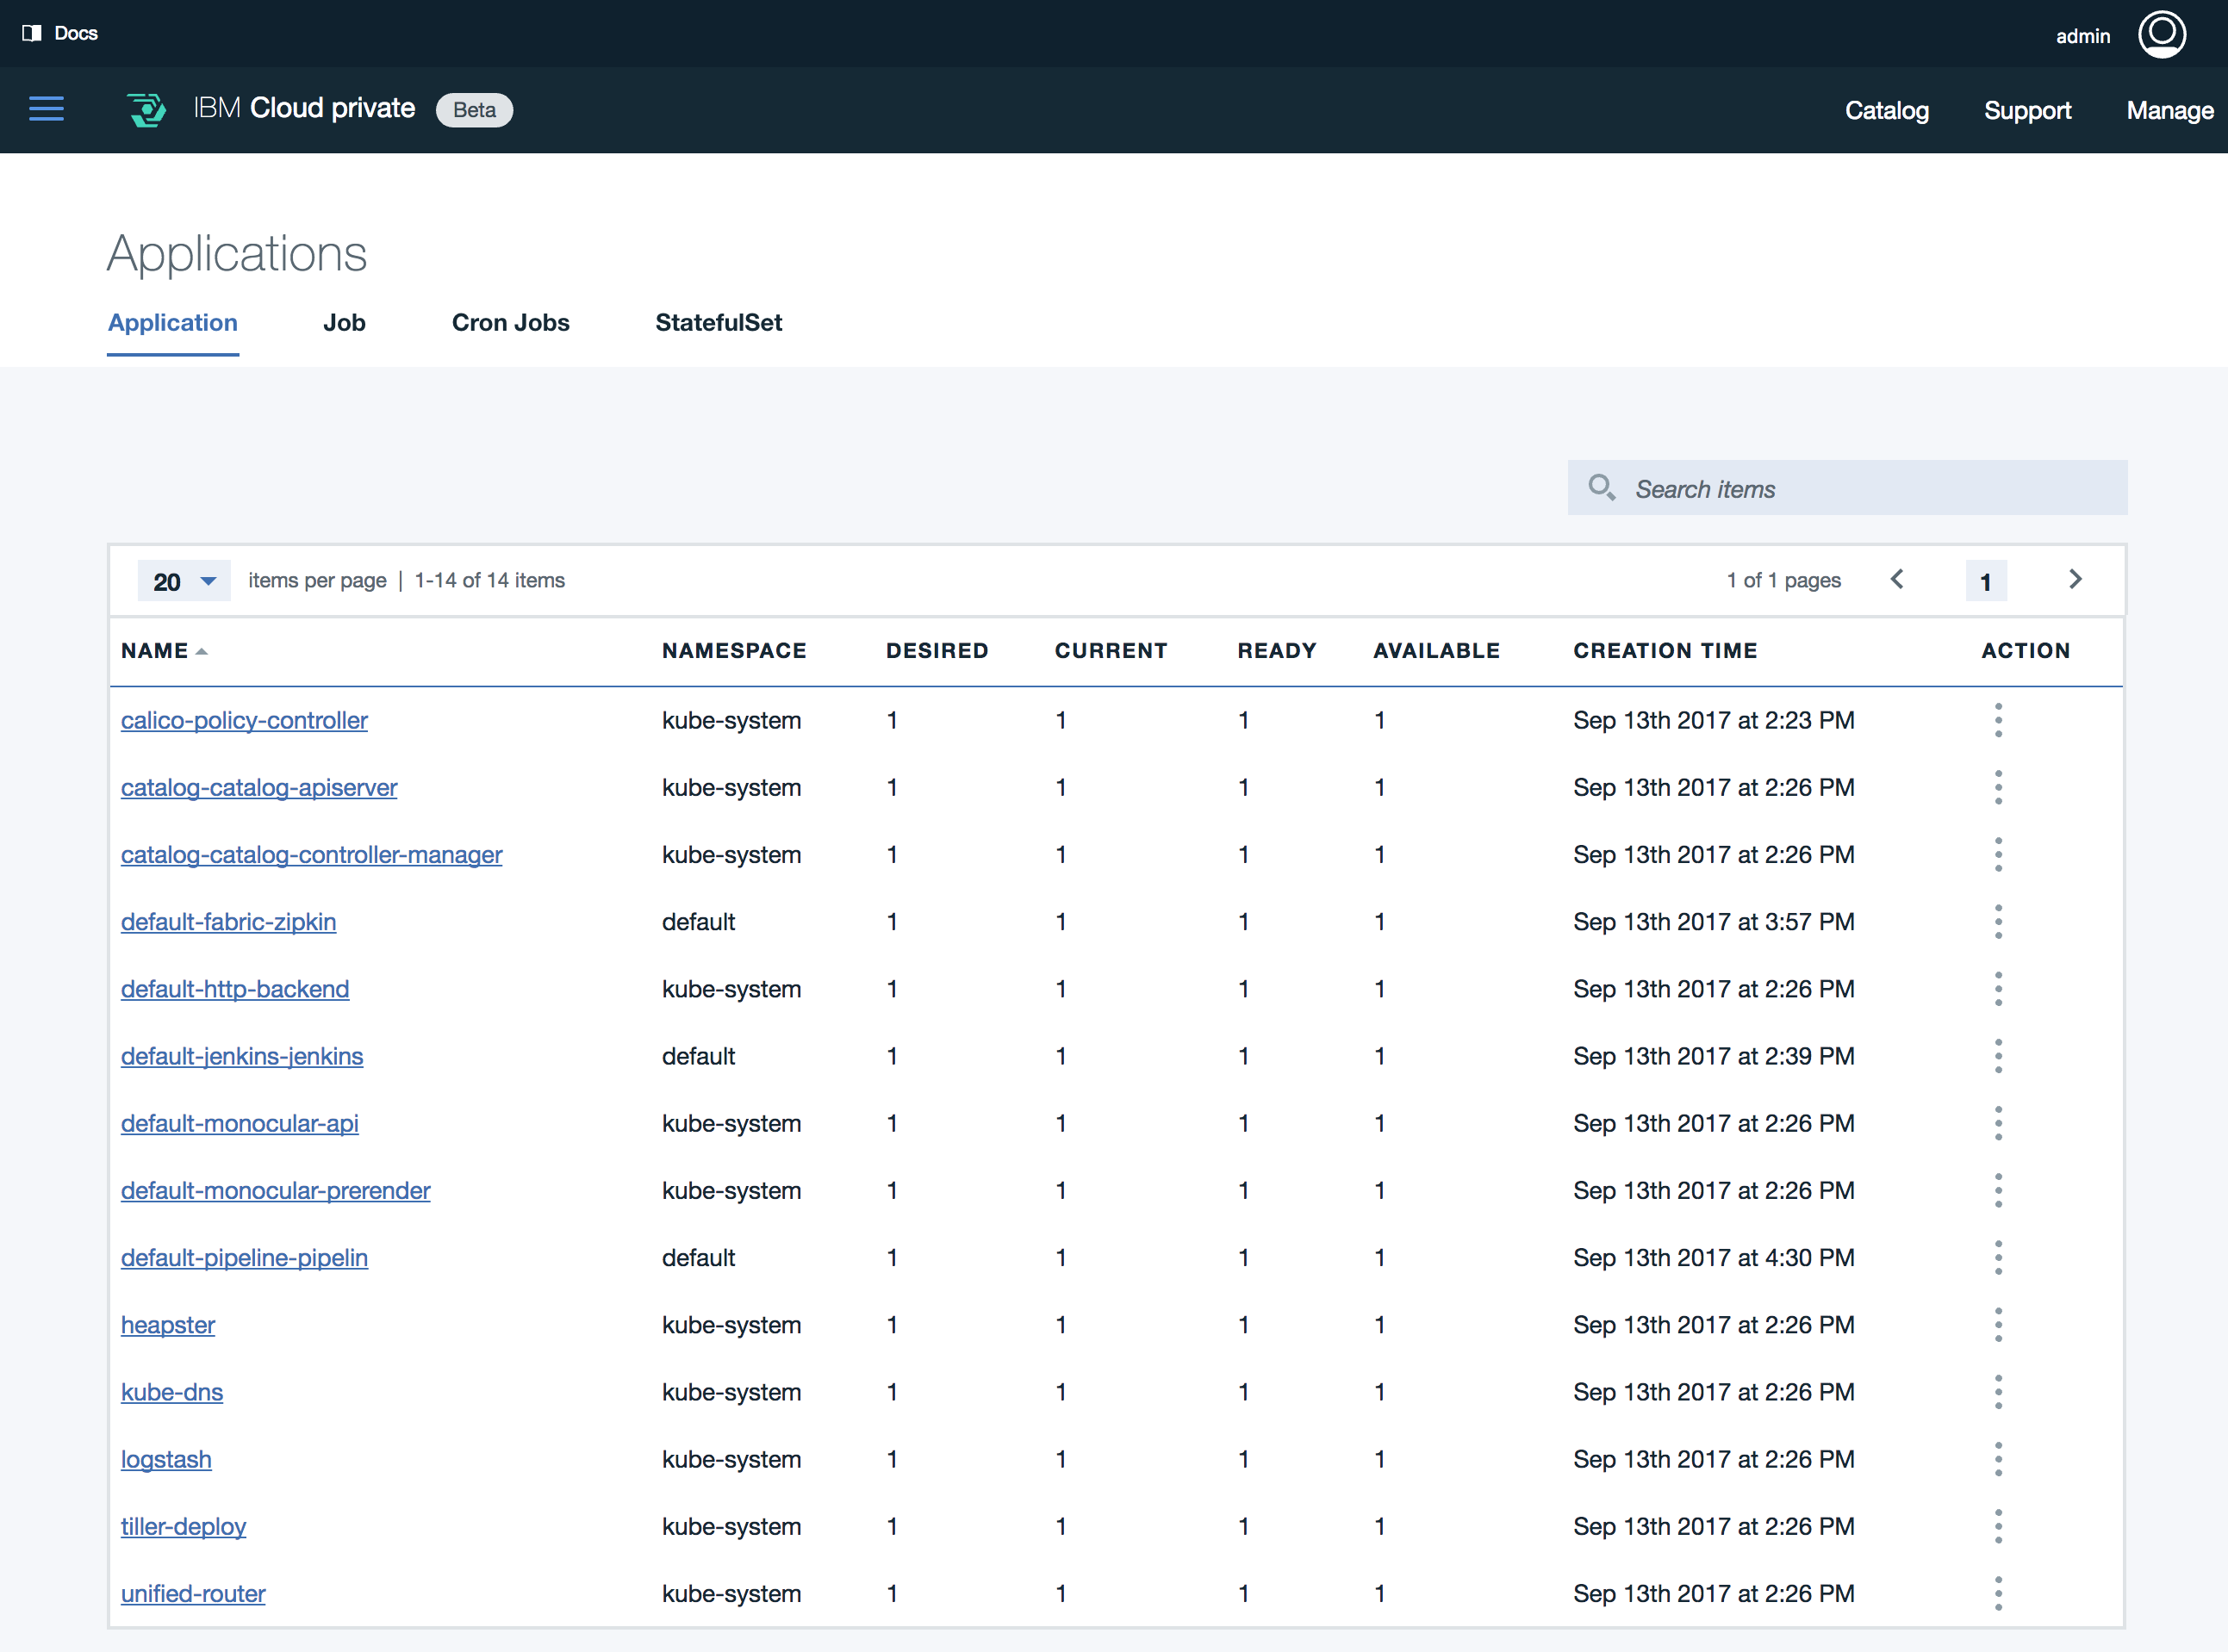 Docs admin
IBM Cloud private Beta Catalog Support Manage
Applications
Application Job Cron Jobs StatefulSet
Search items
20 items per page | 1-14 of 14 items 1 of 1 pages 1
NAME NAMESPACE DESIRED CURRENT READY AVAILABLE CREATION TIME ACTION
calico-policy-controller kube-system 1 1 1 1 Sep 13th 2017 at 2:23 PM
catalog-catalog-apiserver kube-system 1 1 1 1 Sep 13th 2017 at 2:26 PM
catalog-catalog-controller-manager kube-system 1 1 1 1 Sep 13th 2017 at 2:26 PM
default-fabric-zipkin default 1 1 1 1 Sep 13th 2017 at 3:57 PM
default-http-backend kube-system 1 1 1 1 Sep 13th 2017 at 2:26 PM
default-jenkins-jenkins default 1 1 1 1 Sep 13th 2017 at 2:39 PM
default-monocular-api kube-system 1 1 1 1 Sep 13th 2017 at 2:26 PM
default-monocular-prerender kube-system 1 1 1 1 Sep 13th 2017 at 2:26 PM
default-pipeline-pipelin default 1 1 1 1 Sep 13th 2017 at 4:30 PM
heapster kube-system 1 1 1 1 Sep 13th 2017 at 2:26 PM
kube-dns kube-system 1 1 1 1 Sep 13th 2017 at 2:26 PM
logstash kube-system 1 1 1 1 Sep 13th 2017 at 2:26 PM
tiller-deploy kube-system 1 1 1 1 Sep 13th 2017 at 2:26 PM
unified-router kube-system 1 1 1 1 Sep 13th 2017 at 2:26 PM